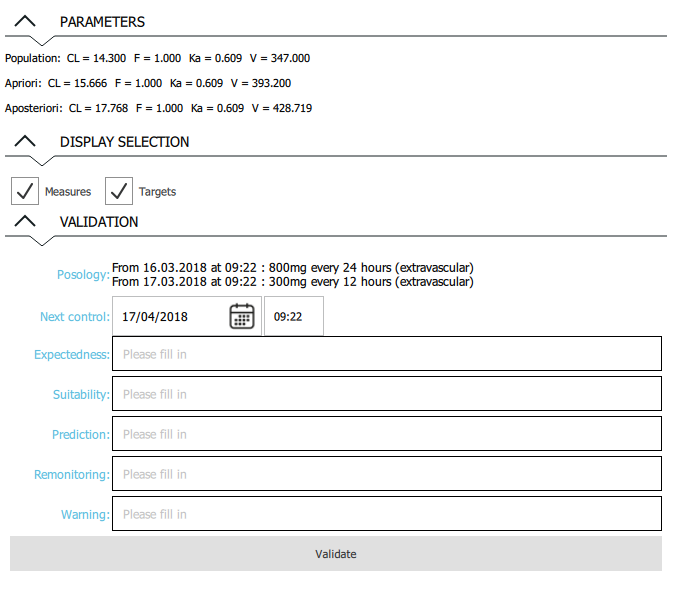 PARAMETERS
Population: CL = 14.300 F = 1.000 Ka = 0.609 V = 347.000
Apriori: CL = 15.666 F = 1.000 Ka = 0.609 V = 393.200
Aposteriori: CL = 17.768 F = 1.000 Ka = 0.609 V = 428.719
DISPLAY SELECTION
Measures Targets
VALIDATION
Posology: From 16.03.2018 at 09:22 : 800mg every 24 hours (extravascular)
From 17.03.2018 at 09:22 : 300mg every 12 hours (extravascular)
Next control: 17/04/2018 09:22
Expectedness: Please fill in
Suitability: Please fill in
Prediction: Please fill in
Remonitoring: Please fill in
Warning: Please fill in
Validate